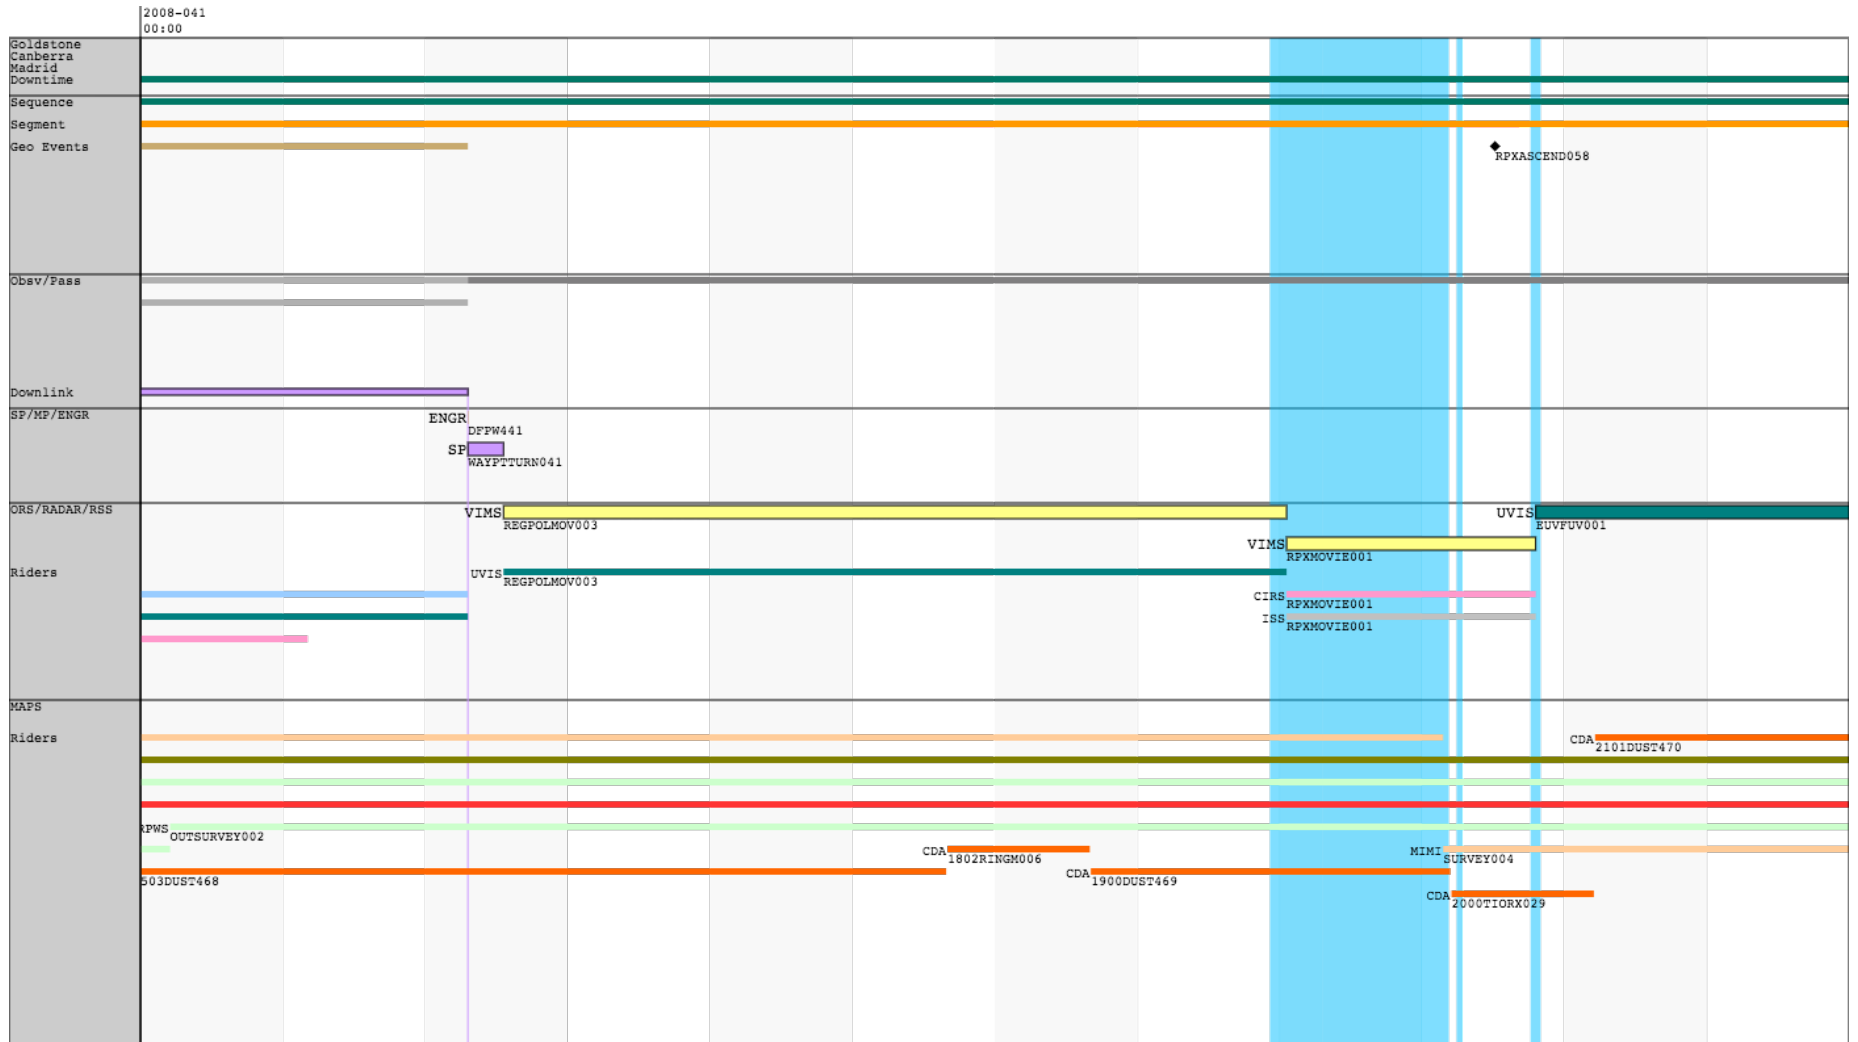 2008-041
00:00
Goldstone
Canberra
Madrid
Downtime
Sequence
Segment
Geo Events
RPXASCEND058
Obsv/Pass
Downlink
SP/MP/ENGR
ENGR
DFPW441
SP
WAYPTTURN041
ORS/RADAR/RSS
VIMS
REGPOLMOV003
UVIS
EUVFUV001
VIMS
RPXMOVIE001
Riders
UVIS
REGPOLMOV003
CIRS
RPXMOVIE001
ISS
RPXMOVIE001
MAPS
Riders
CDA
2101DUST470
RPWS
OUTSURVEY002
CDA
1802RINGM006
MIMI
SURVEY004
503DUST468
CDA
1900DUST469
CDA
2000TIORX029